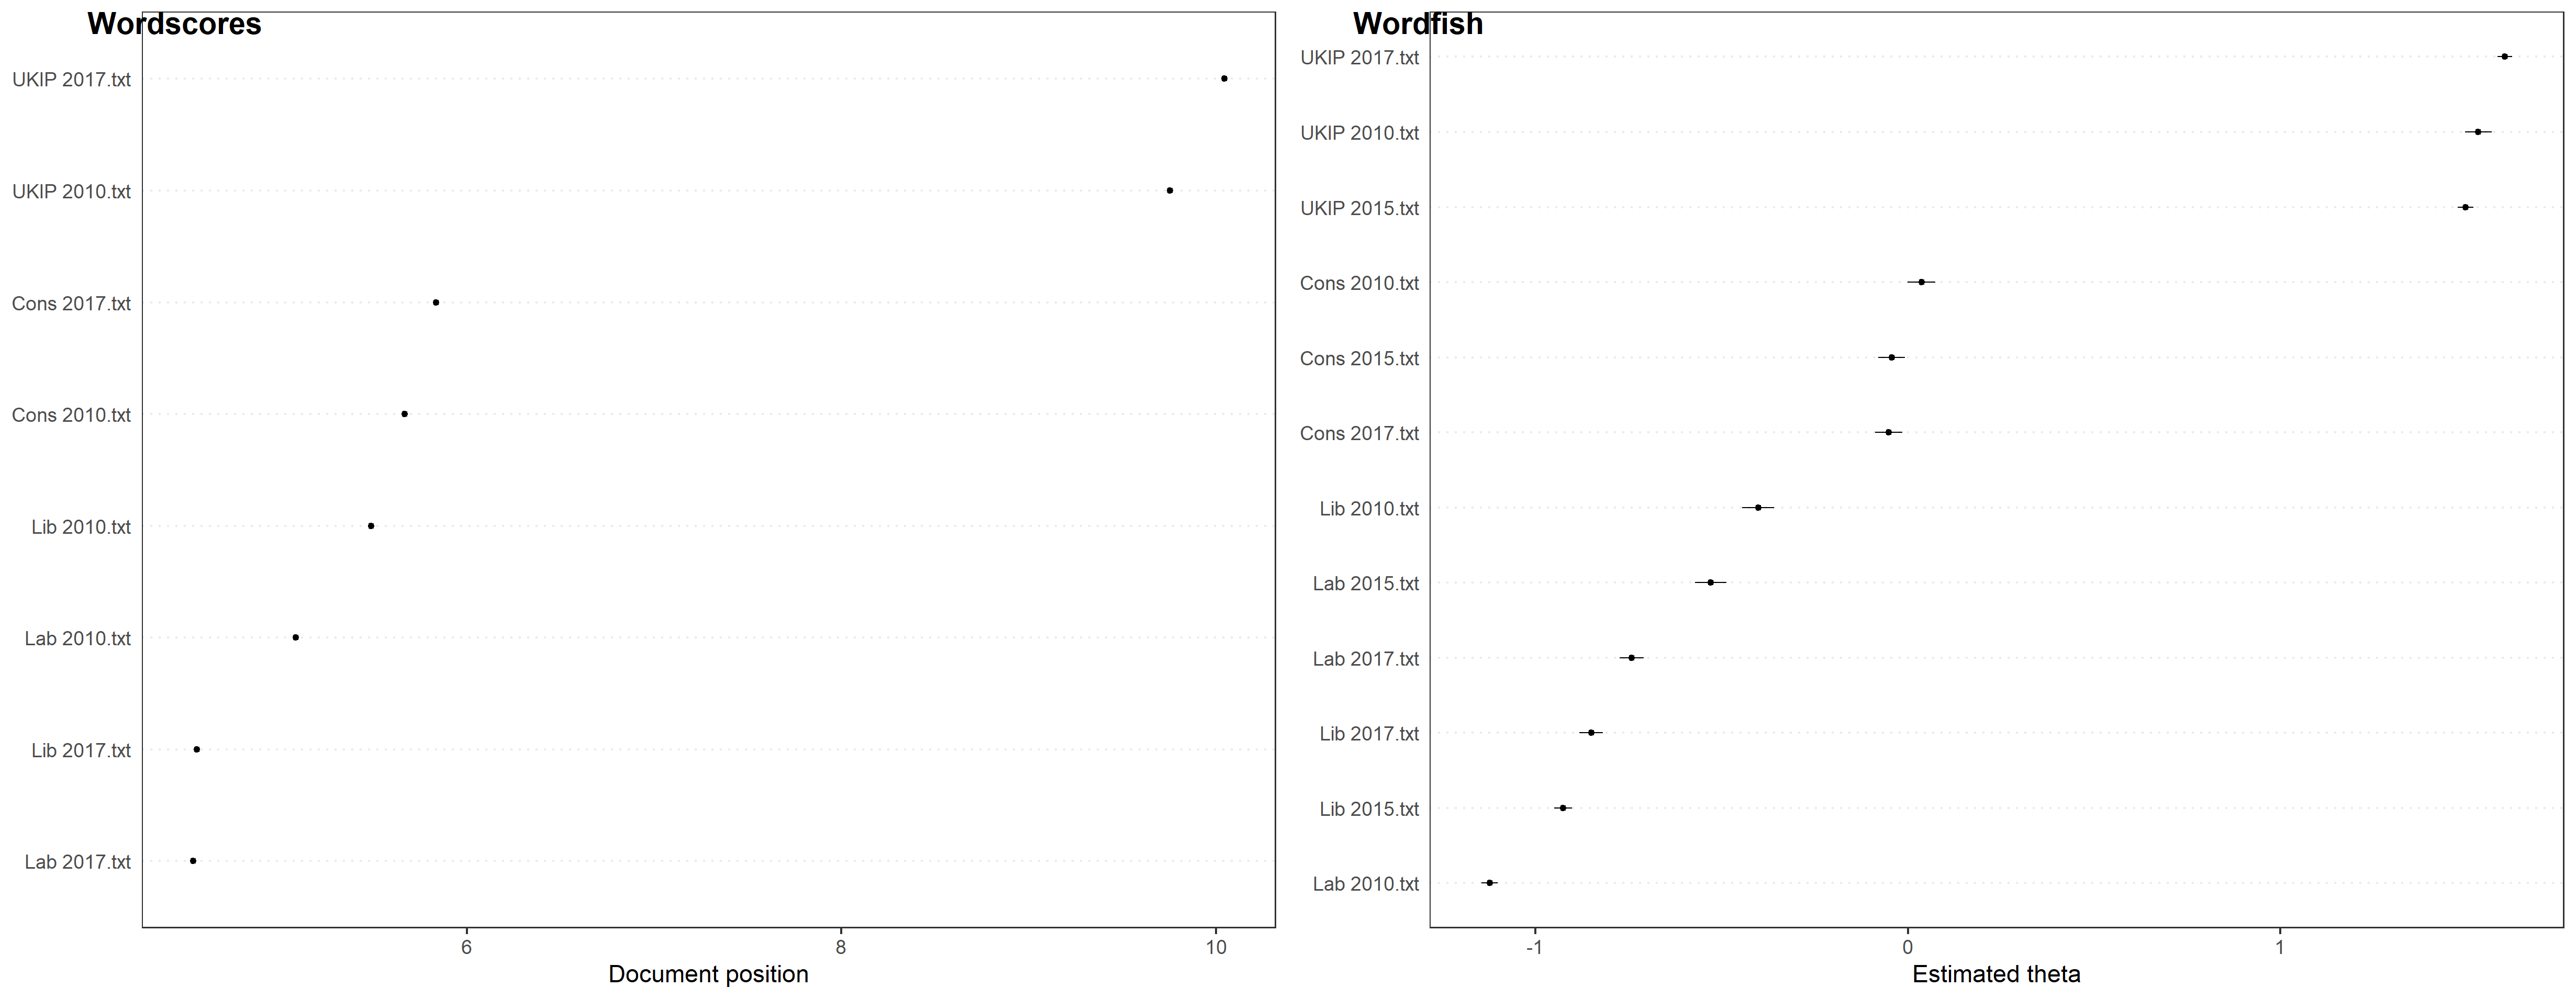 Wordscores
UKIP 2017.txt
UKIP 2010.txt
Cons 2017.txt
Cons 2010.txt
Lib 2010.txt
Lab 2010.txt
Lib 2017.txt
Lab 2017.txt
6 8 10
Document position
Wordfish
UKIP 2017.txt
UKIP 2010.txt
UKIP 2015.txt
Cons 2010.txt
Cons 2015.txt
Cons 2017.txt
Lib 2010.txt
Lab 2015.txt
Lab 2017.txt
Lib 2017.txt
Lib 2015.txt
Lab 2010.txt
-1 0 1
Estimated theta